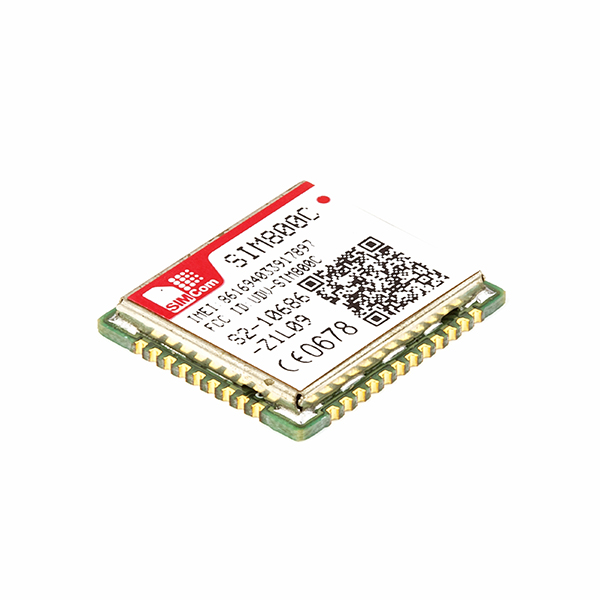 SIMCom
SIM800C
IMEI 861694033917897
FCC ID UDV-SIM800C
S2-10686
-Z1L09
CE0678